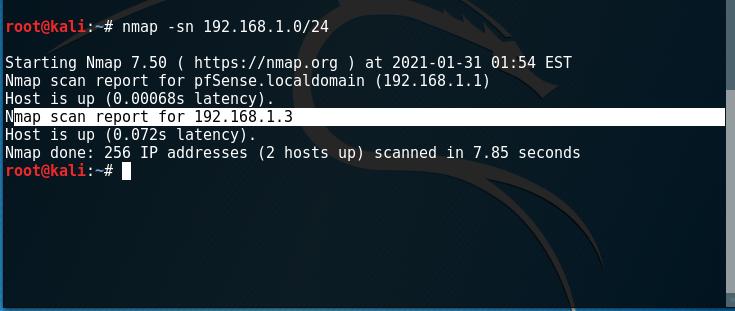 root@kali:~# nmap -sn 192.168.1.0/24
Starting Nmap 7.50 ( https://nmap.org ) at 2021-01-31 01:54 EST
Nmap scan report for pfSense.localdomain (192.168.1.1)
Host is up (0.00068s latency).
Nmap scan report for 192.168.1.3
Host is up (0.072s latency).
Nmap done: 256 IP addresses (2 hosts up) scanned in 7.85 seconds
root@kali:~#